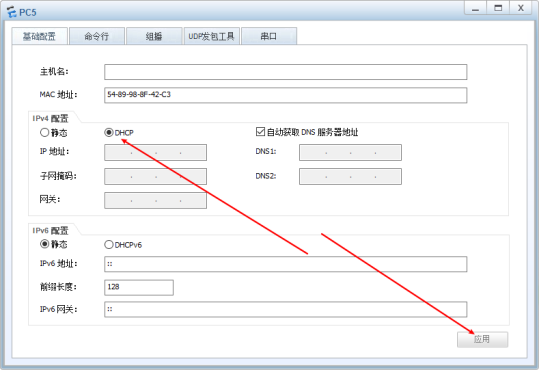 PC5
基础配置 命令行 组播 UDP发包工具 串口
主机名：
MAC 地址： 54-89-98-8F-42-C3
IPv4 配置
静态 DHCP 自动获取 DNS 服务器地址
IP 地址： . . . DNS1: . . .
子网掩码： . . . DNS2: . . .
网关： . . .
IPv6 配置
静态 DHCPv6
IPv6 地址： ::
前缀长度： 128
IPv6 网关： ::
应用